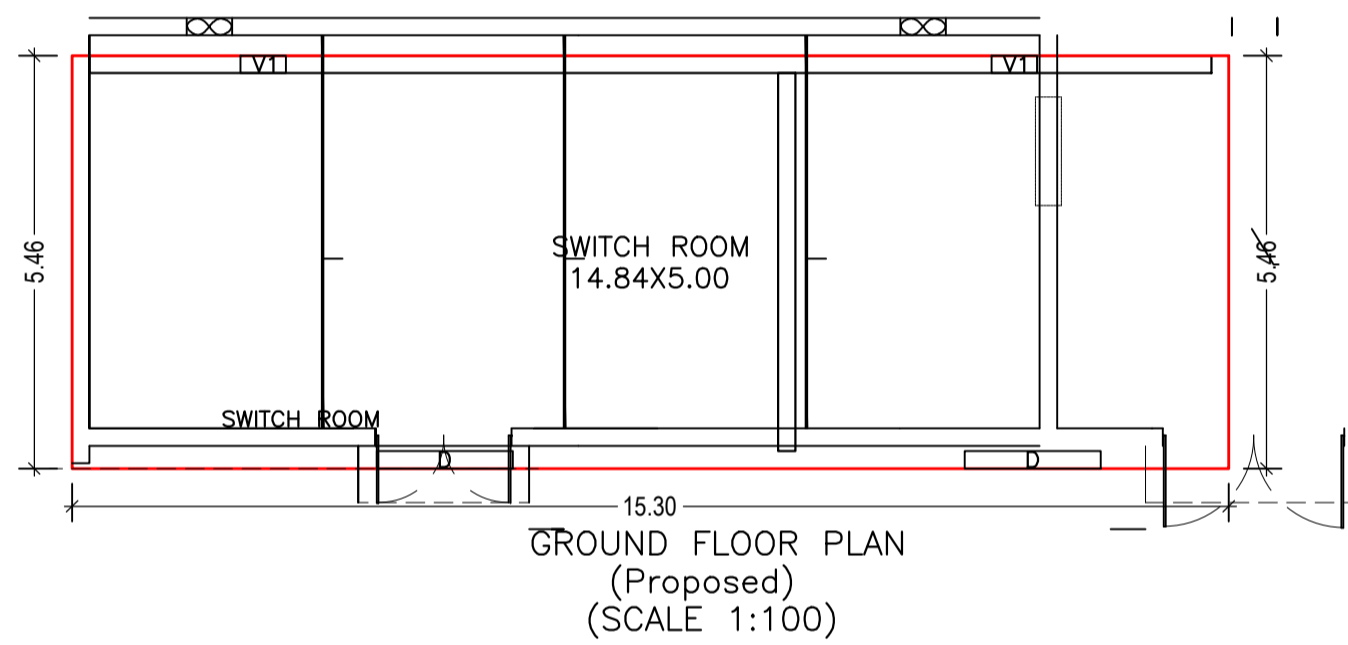 V1
V1
5.46
5.46
SWITCH ROOM
14.84X5.00
SWITCH ROOM
D
D
15.30
GROUND FLOOR PLAN
(Proposed)
(SCALE 1:100)